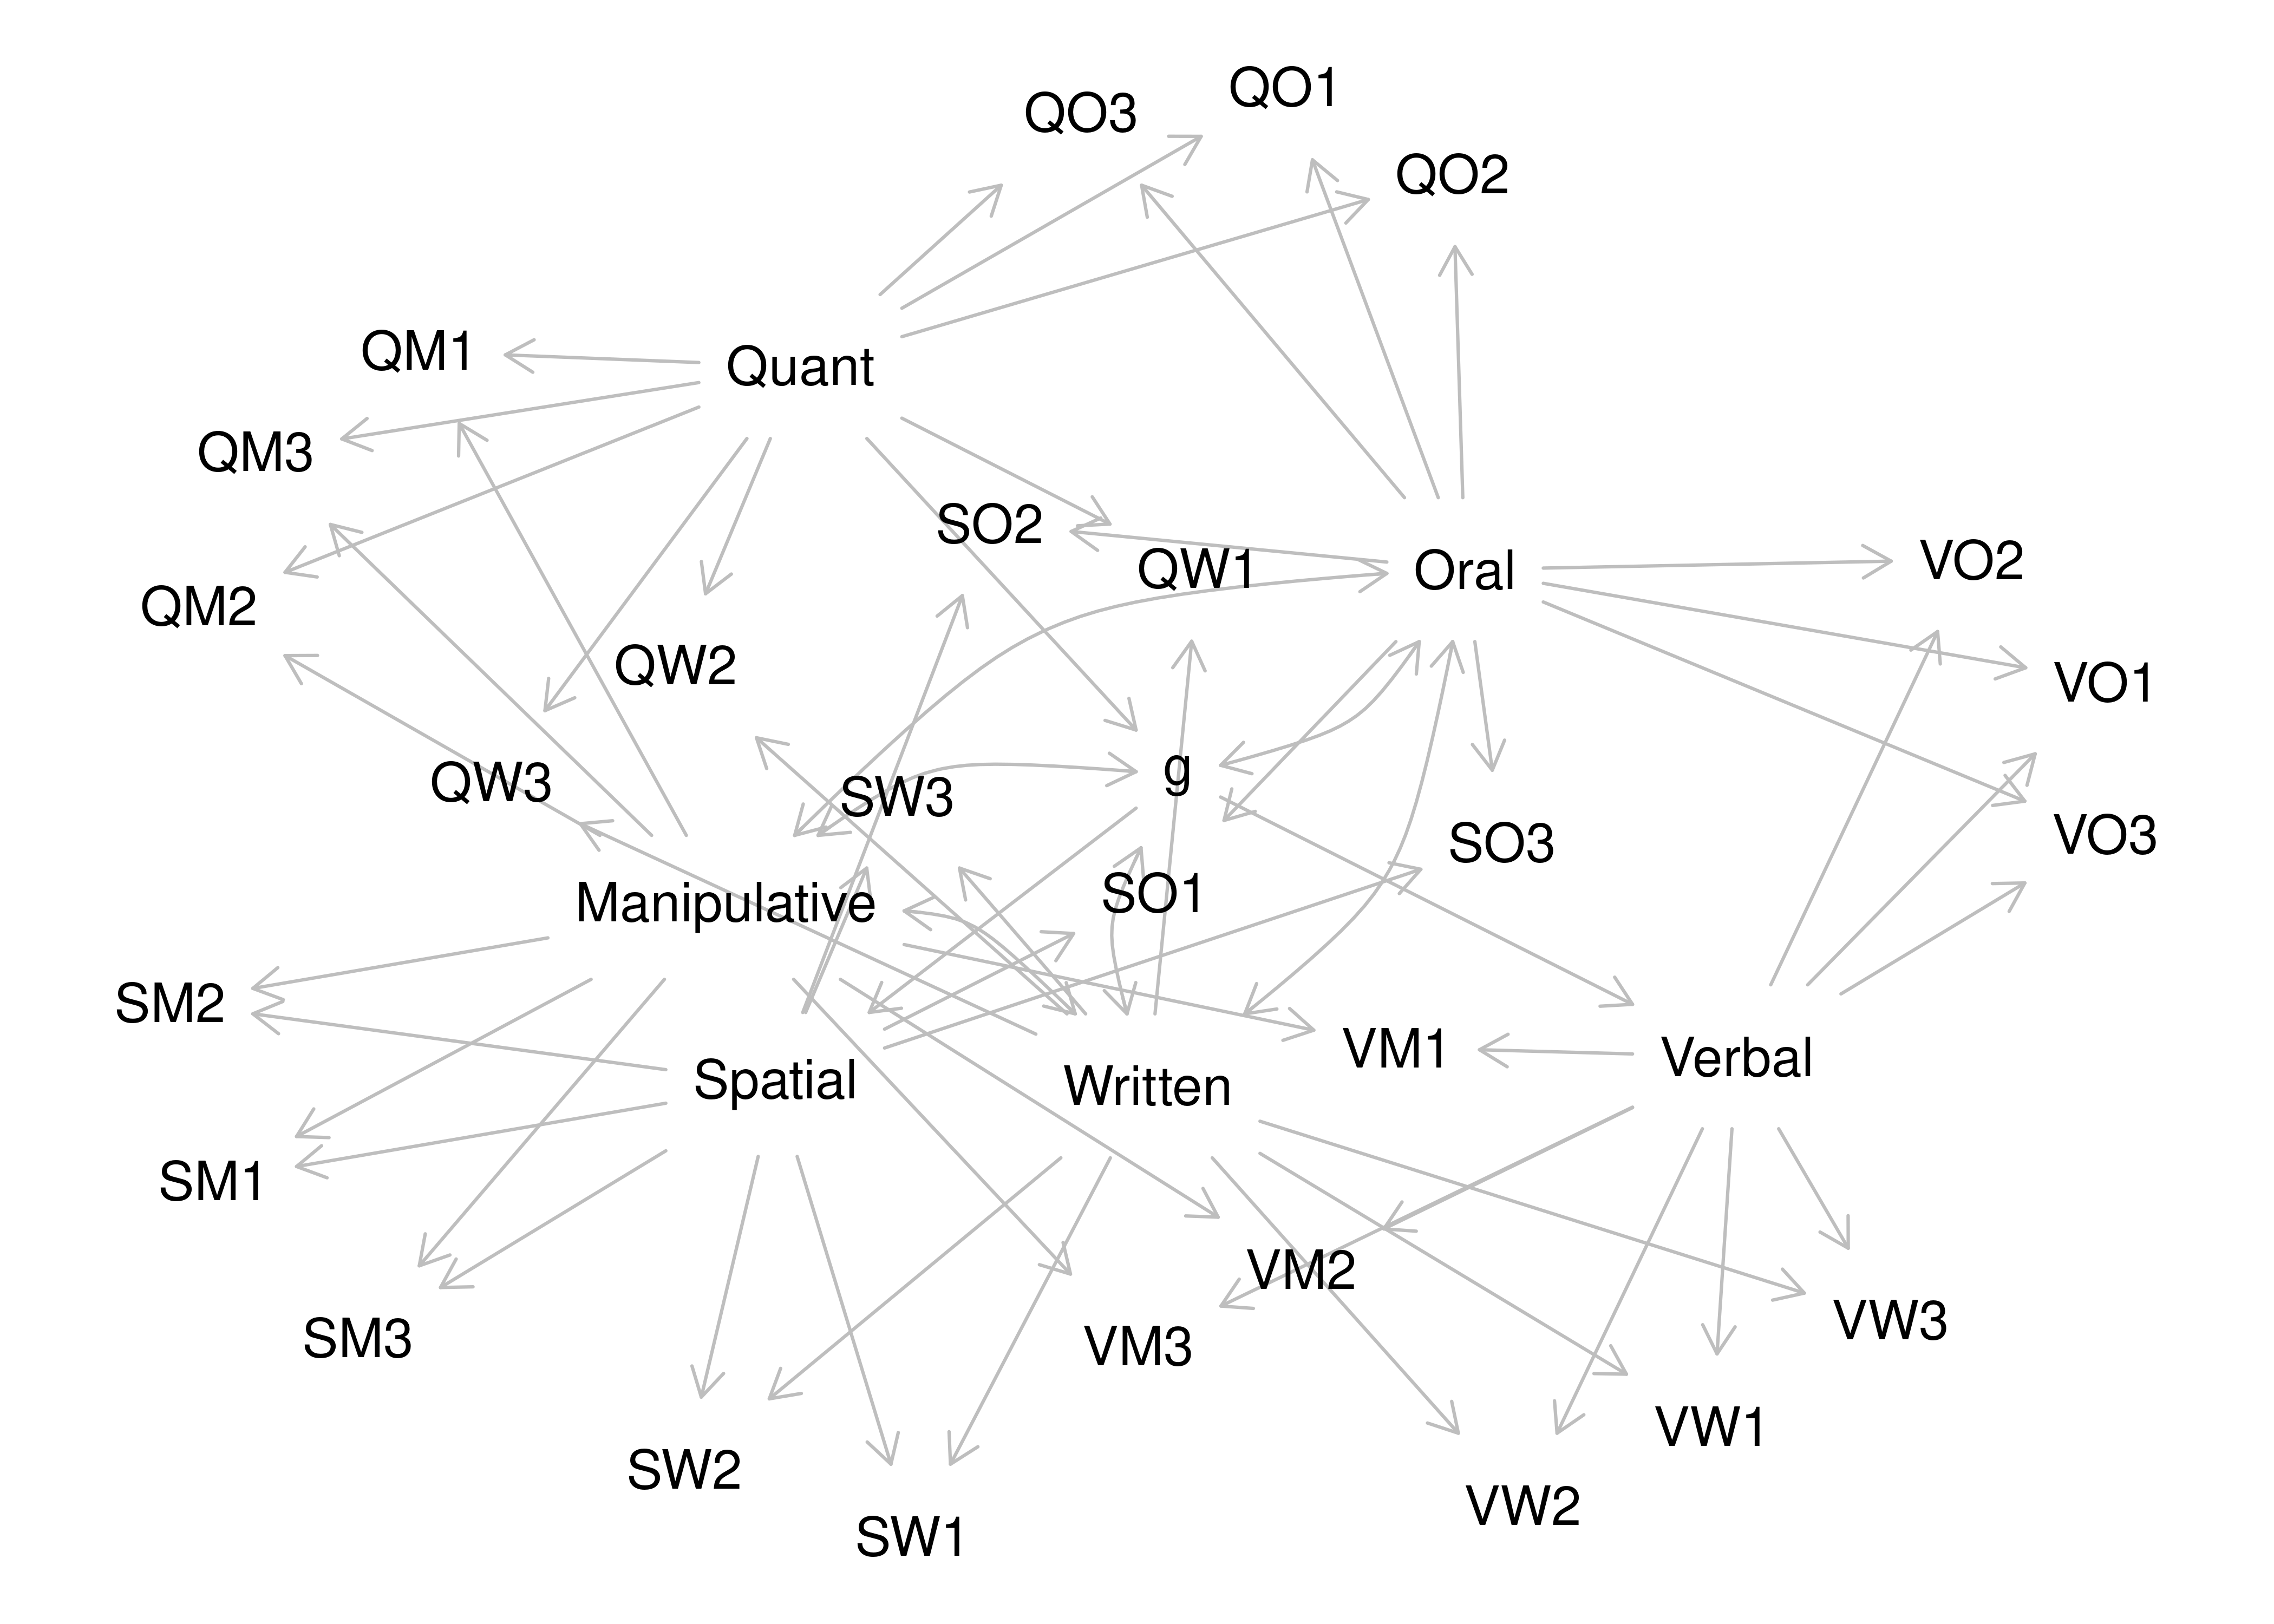 QO1
QO3
QO2
QM1
Quant
QM3
SO2
QW1
Oral
VO2
QM2
QW2
VO1
g
QW3
SW3
SO3
VO3
SO1
Manipulative
SM2
VM1
Verbal
Spatial
Written
SM1
VM2
VW3
SM3
VM3
VW1
SW2
VW2
SW1